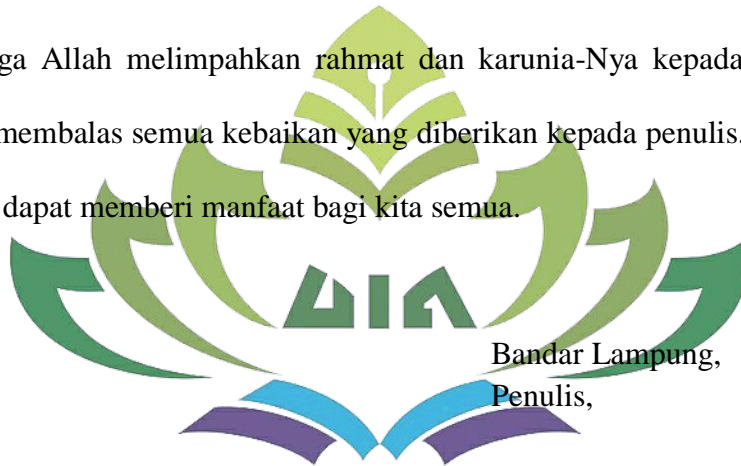 ga Allah melimpahkan rahmat dan karunia-Nya kepada
membalas semua kebaikan yang diberikan kepada penulis.
dapat memberi manfaat bagi kita semua.
UIN
Bandar Lampung,
Penulis,